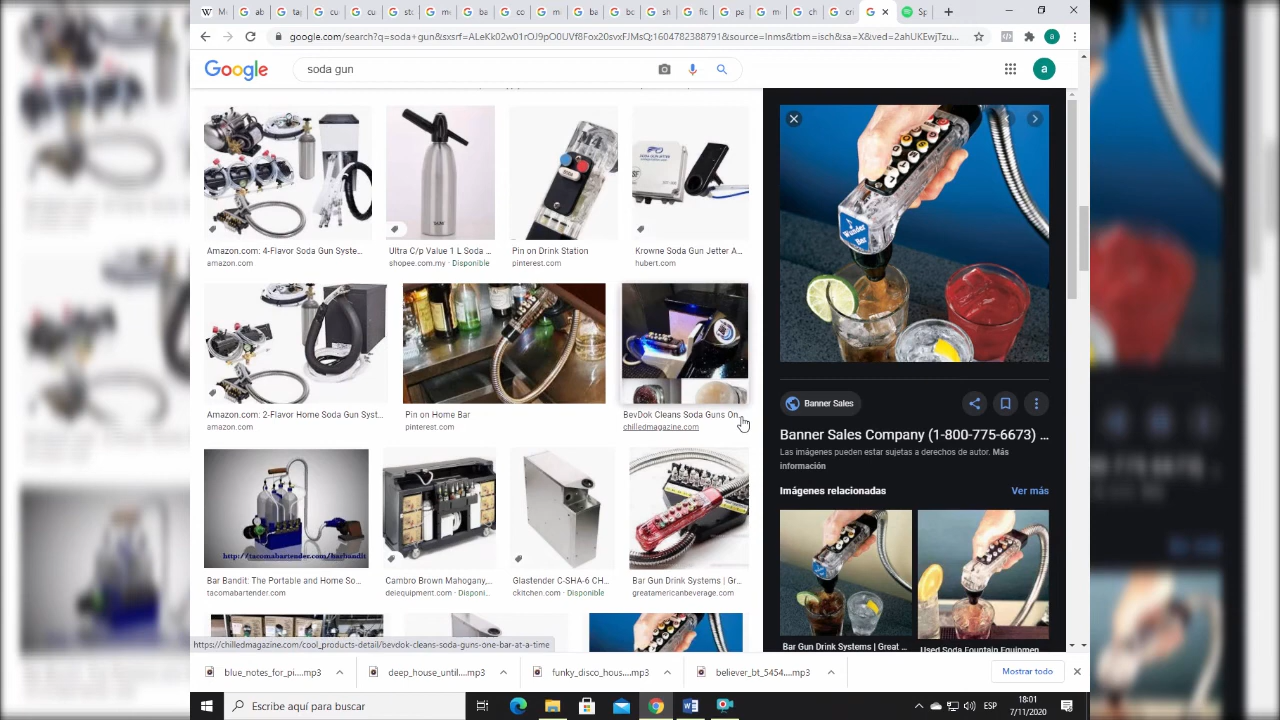 google.com/search?q=soda+gun&sxsrf=ALeKk02w01rOJ9pO0UVf8Fox20svxFJMsQ:1604782388791&source=lnms&tbm=isch&sa=X&ved=2ahUKEwjTzu...
a
Google
soda gun
a
Amazon.com: 4-Flavor Soda Gun Syste...
amazon.com
Ultra C/p Value 1 L Soda ...
shopee.com.my · Disponible
Pin on Drink Station
pinterest.com
Krowne Soda Gun Jetter A...
hubert.com
Wunder
Bar
Amazon.com: 2-Flavor Home Soda Gun Syst...
amazon.com
Pin on Home Bar
pinterest.com
BevDok Cleans Soda Guns On...
chilledmagazine.com
Banner Sales
Banner Sales Company (1-800-775-6673) ...
Las imágenes pueden estar sujetas a derechos de autor. Más
información
Imágenes relacionadas
Ver más
http://tacomabartender.com/barbandit
Bar Bandit: The Portable and Home So...
tacomabartender.com
Cambro Brown Mahogany,...
deiequipment.com · Disponi...
Glastender C-SHA-6 CH...
ckitchen.com · Disponible
Bar Gun Drink Systems | Gr...
greatamericanbeverage.com
https://chilledmagazine.com/cool_products-detail/bevdok-cleans-soda-guns-one-bar-at-a-time
Bar Gun Drink Systems | Great ...
Used Soda Fountain Equipmen...
blue_notes_for_pi....mp3
deep_house_until....mp3
funky_disco_hous....mp3
believer_bt_5454....mp3
Mostrar todo
Escribe aquí para buscar
ESP
18:01
7/11/2020